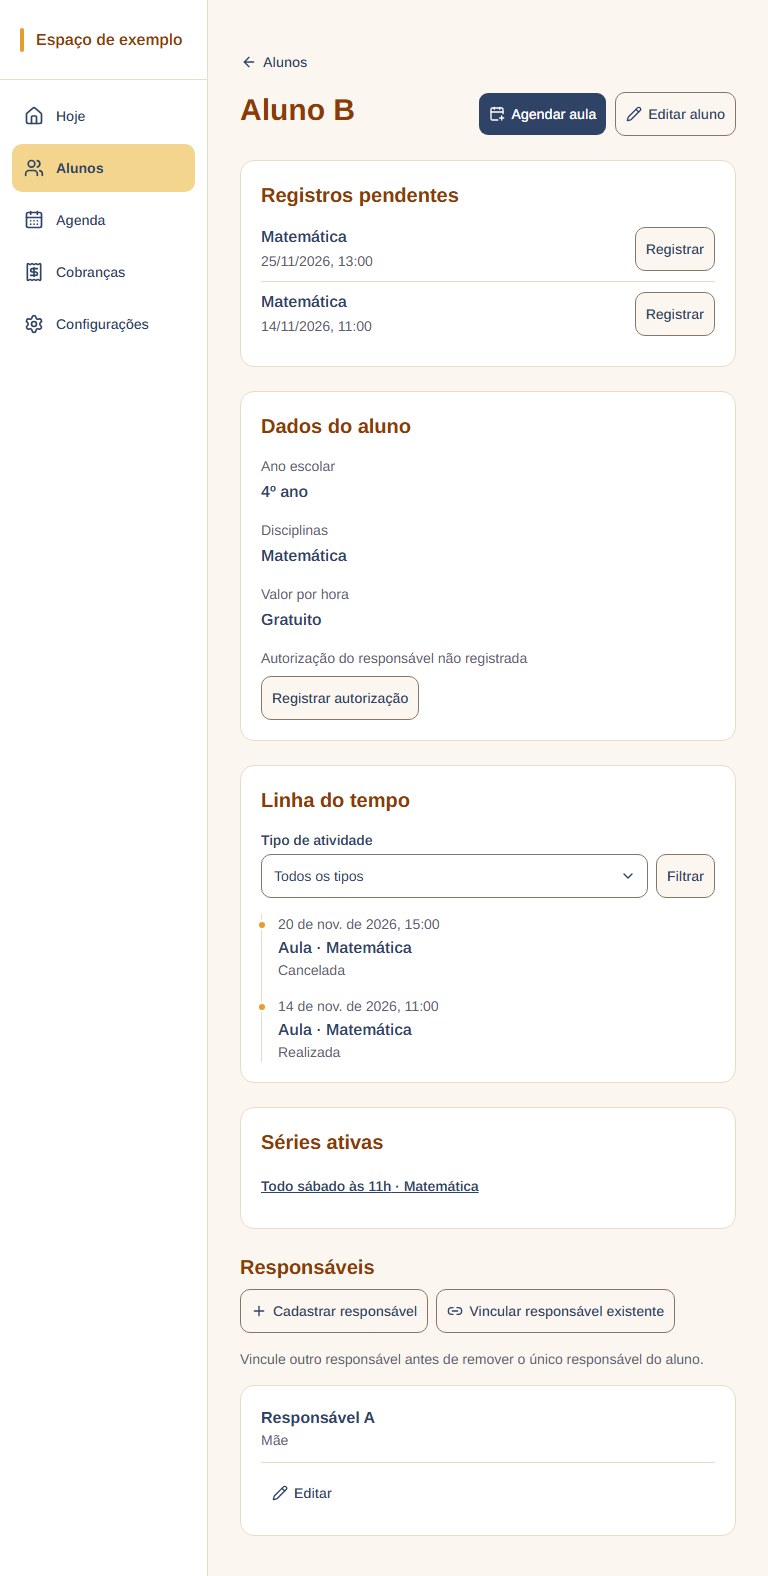 Espaço de exemplo
Hoje
Alunos
Agenda
Cobranças
Configurações
Alunos
Aluno B
Agendar aula
Editar aluno
Registros pendentes
Matemática
25/11/2026, 13:00
Registrar
Matemática
14/11/2026, 11:00
Registrar
Dados do aluno
Ano escolar
4º ano
Disciplinas
Matemática
Valor por hora
Gratuito
Autorização do responsável não registrada
Registrar autorização
Linha do tempo
Tipo de atividade
Todos os tipos
Filtrar
20 de nov. de 2026, 15:00
Aula · Matemática
Cancelada
14 de nov. de 2026, 11:00
Aula · Matemática
Realizada
Séries ativas
Todo sábado às 11h · Matemática
Responsáveis
Cadastrar responsável
Vincular responsável existente
Vincule outro responsável antes de remover o único responsável do aluno.
Responsável A
Mãe
Editar